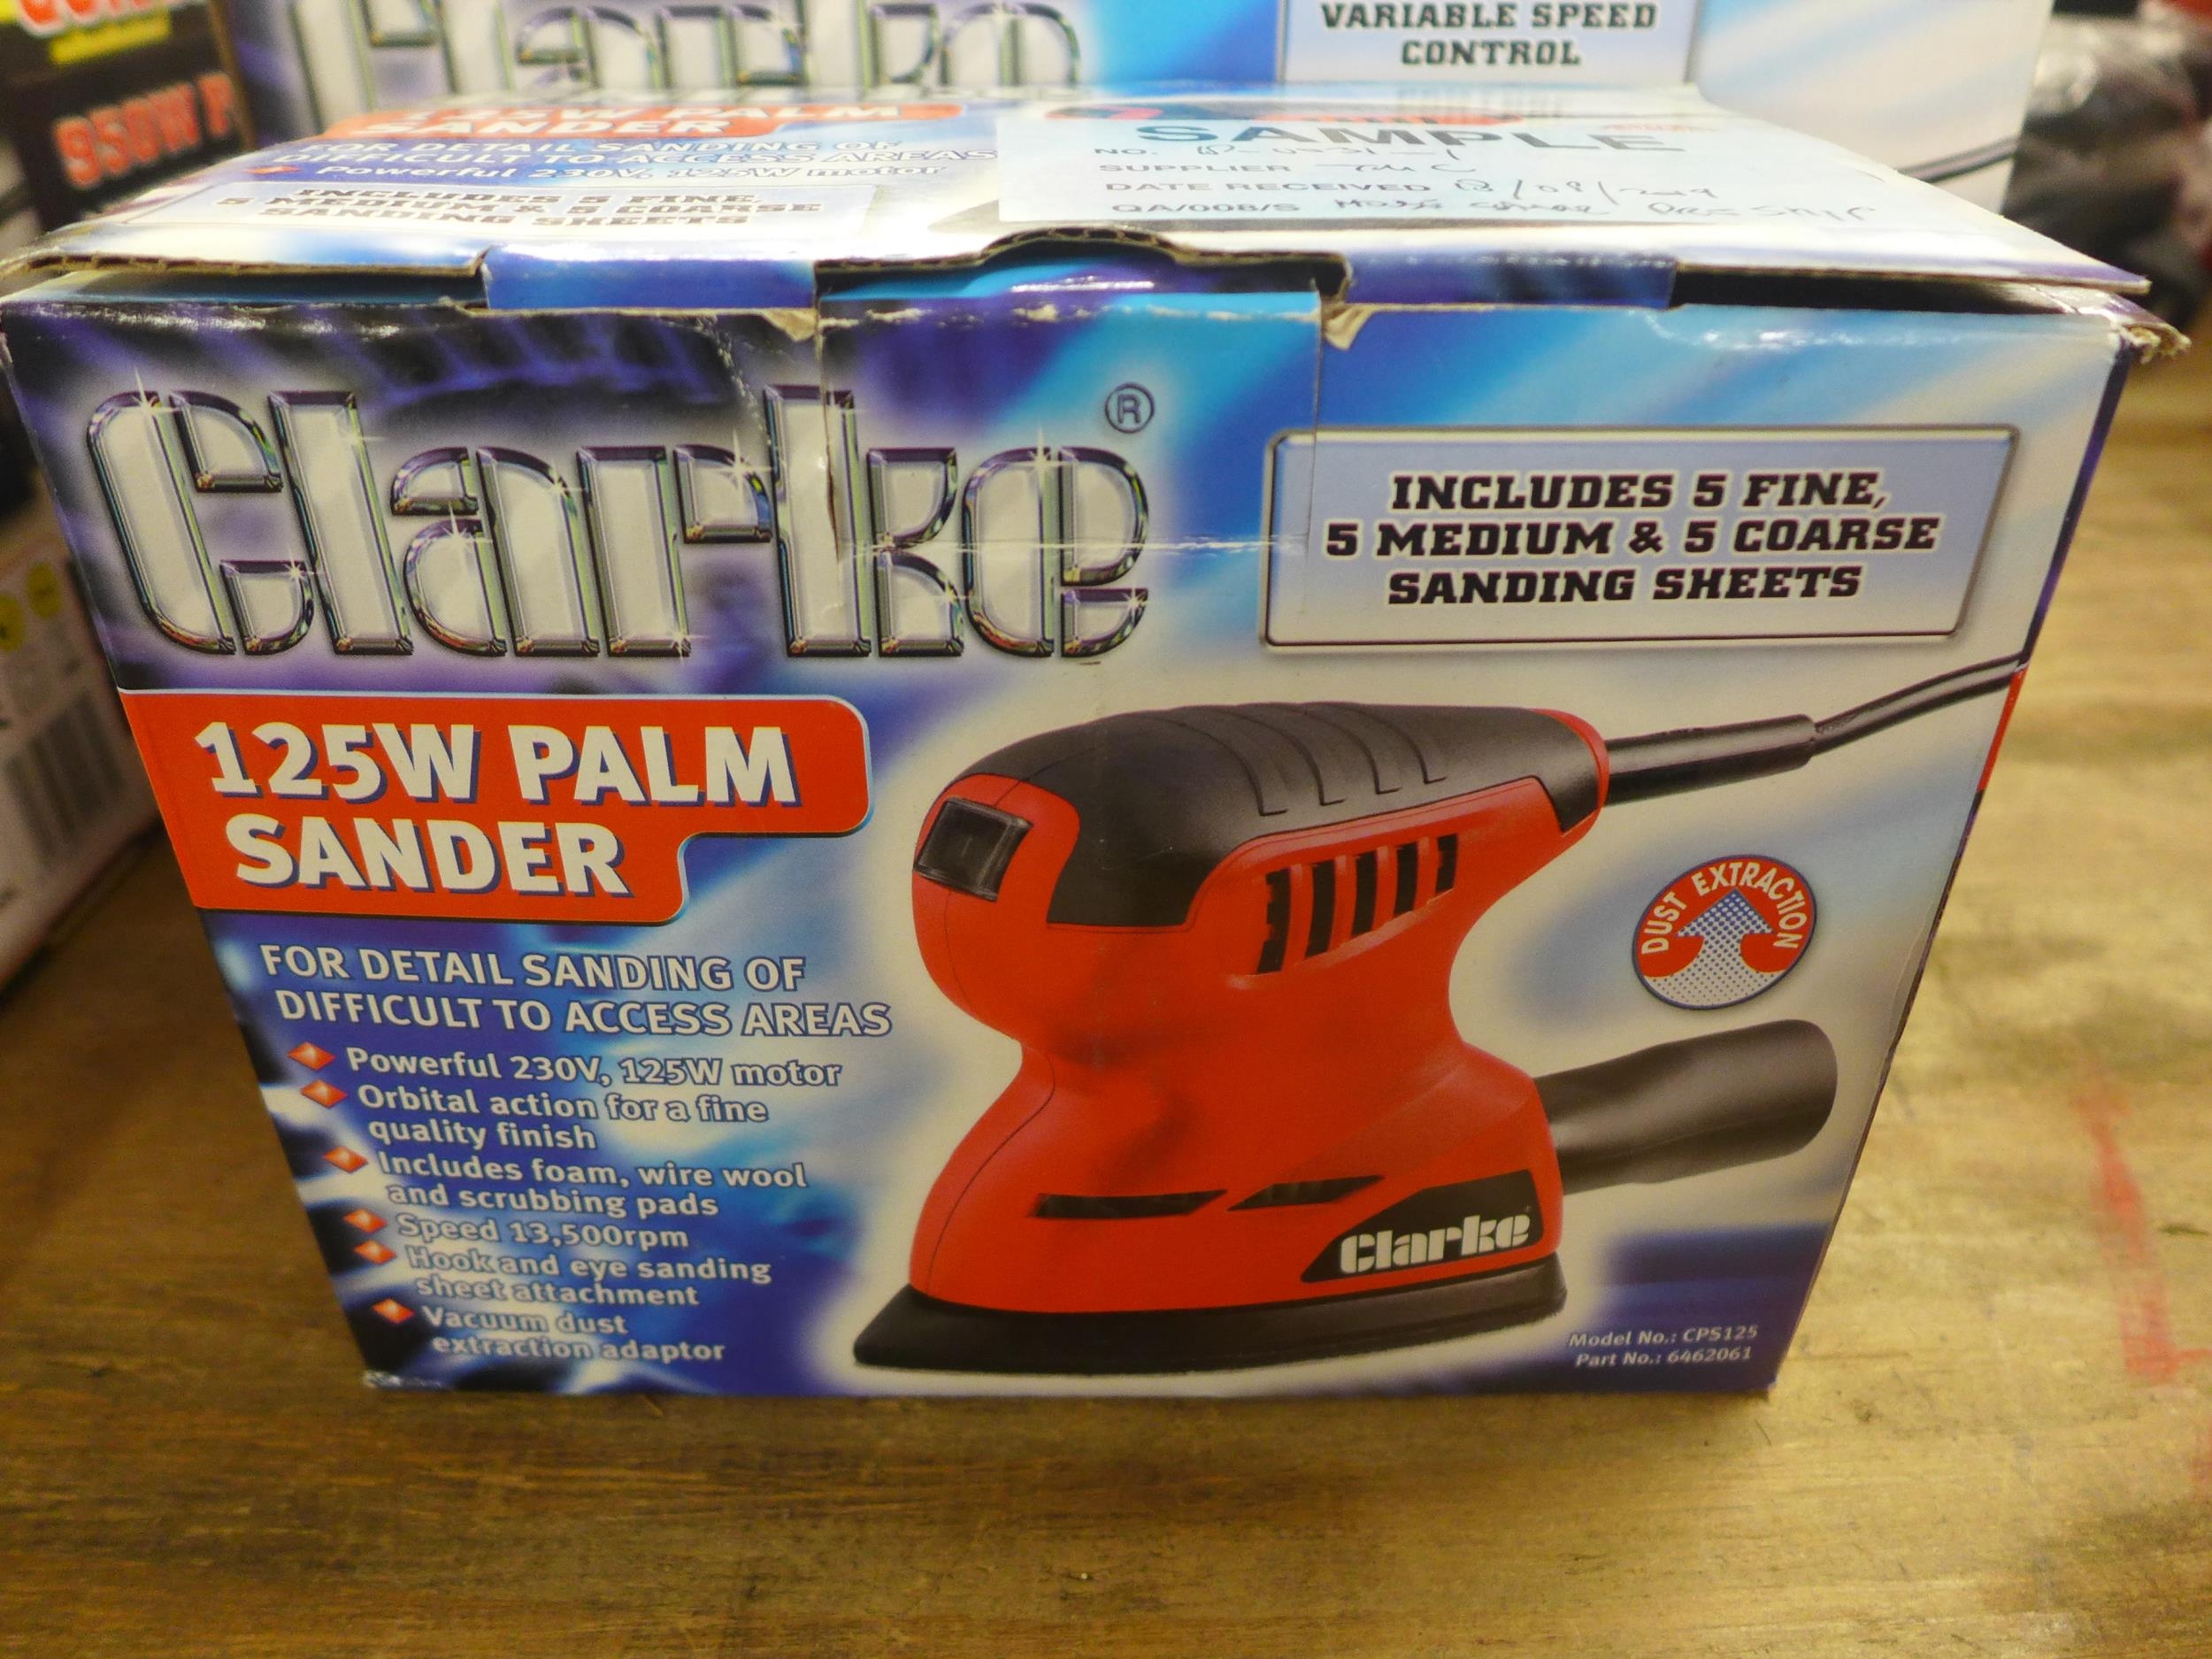 VARIABLE SPEED
CONTROL
950W P
125W PALM
SANDER
FOR DETAIL SANDING OF
DIFFICULT TO ACCESS AREAS
Powerful 230V, 125W motor
INCLUDES 5 FINE,
5 MEDIUM & 5 COARSE
SANDING SHEETS
SAMPLE
NO.
SUPPLIER
DATE RECEIVED
QA/008/S
Clarke®
INCLUDES 5 FINE,
5 MEDIUM & 5 COARSE
SANDING SHEETS
125W PALM
SANDER
FOR DETAIL SANDING OF
DIFFICULT TO ACCESS AREAS
Powerful 230V, 125W motor
Orbital action for a fine
quality finish
Includes foam, wire wool
and scrubbing pads
Speed 13,500rpm
Hook and eye sanding
sheet attachment
Vacuum dust
extraction adaptor
DUST EXTRACTION
Clarke
Model No.: CPS125
Part No.: 6462061